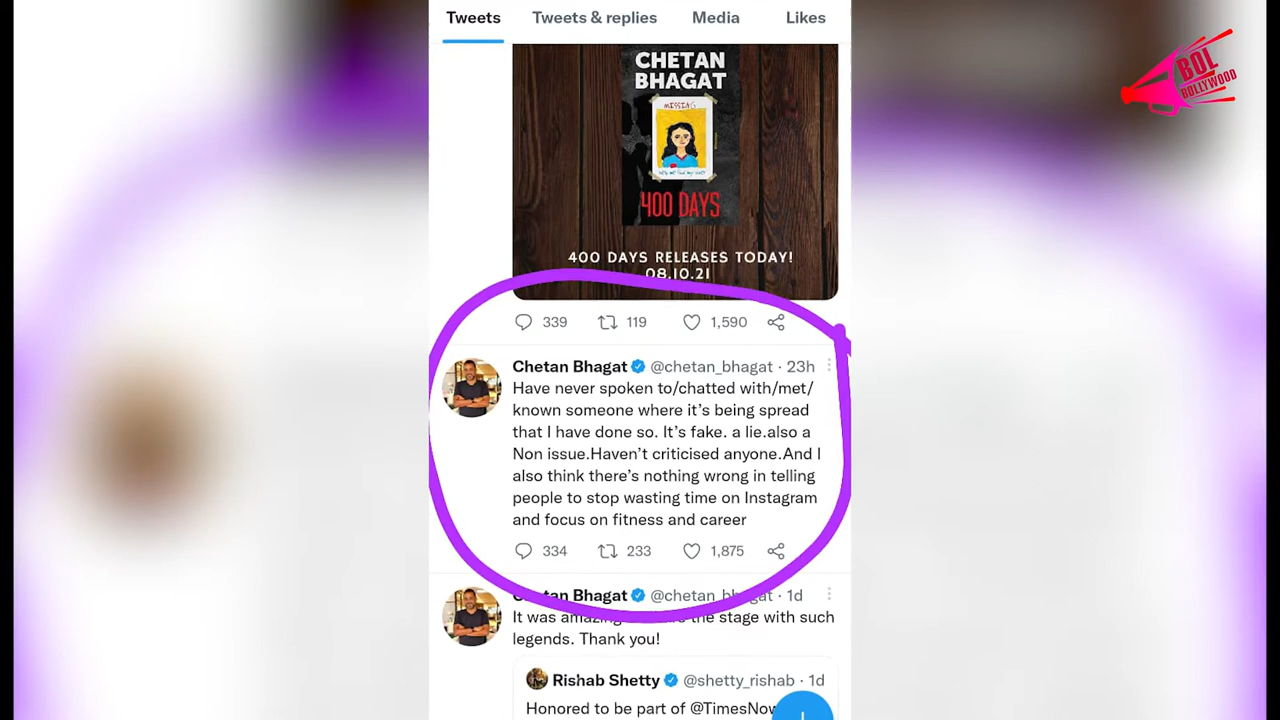 Tweets Tweets & replies Media Likes
BOL
BOLLYWOOD
CHETAN
BHAGAT
MISSING
400 DAYS
400 DAYS RELEASES TODAY!
08.10.21
339 119 1,590
Chetan Bhagat @chetan_bhagat · 23h
Have never spoken to/chatted with/met/
known someone where it’s being spread
that I have done so. It’s fake. a lie.also a
Non issue.Haven’t criticised anyone.And I
also think there’s nothing wrong in telling
people to stop wasting time on Instagram
and focus on fitness and career
334 233 1,875
Chetan Bhagat @chetan_bhagat · 1d
It was amazing the stage with such
legends. Thank you!
Rishab Shetty @shetty_rishab · 1d
Honored to be part of @TimesNow